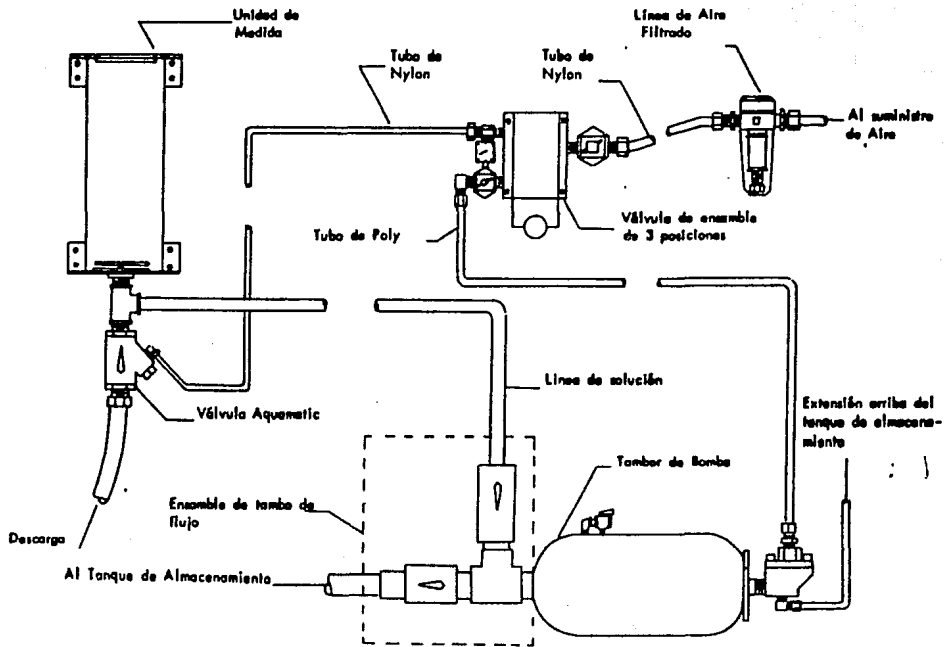 Unidad de
Medida
Línea de Aire
Filtrado
Tubo de
Nylon
Tubo de
Nylon
Al suministro
de Aire
Tubo de Poly
Válvula de ensamble
de 3 posiciones
Línea de solución
Válvula Aquamatic
Extensión arriba del
tanque de almacena-
miento
Tambor de Bombe
Ensamble de tambo de
flujo
Descarga
Al Tanque de Almacenamiento